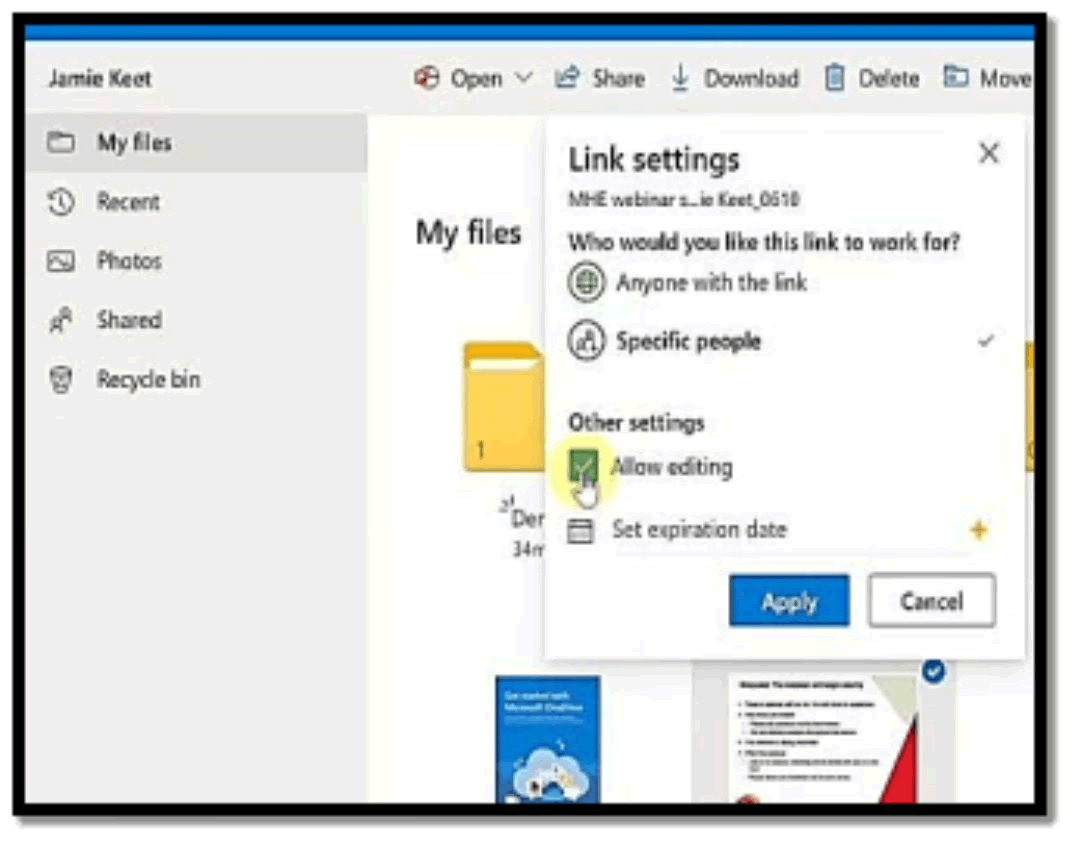 Jamie Keet
Open
Share
Download
Delete
Move
My files
Recent
Photos
Shared
Recycle bin
My files
1
Der
34m
Link settings
MHE webinar s...ie Keet_0610
Who would you like this link to work for?
Anyone with the link
Specific people
Other settings
Allow editing
Set expiration date
Apply
Cancel
Get started with
Microsoft OneDrive